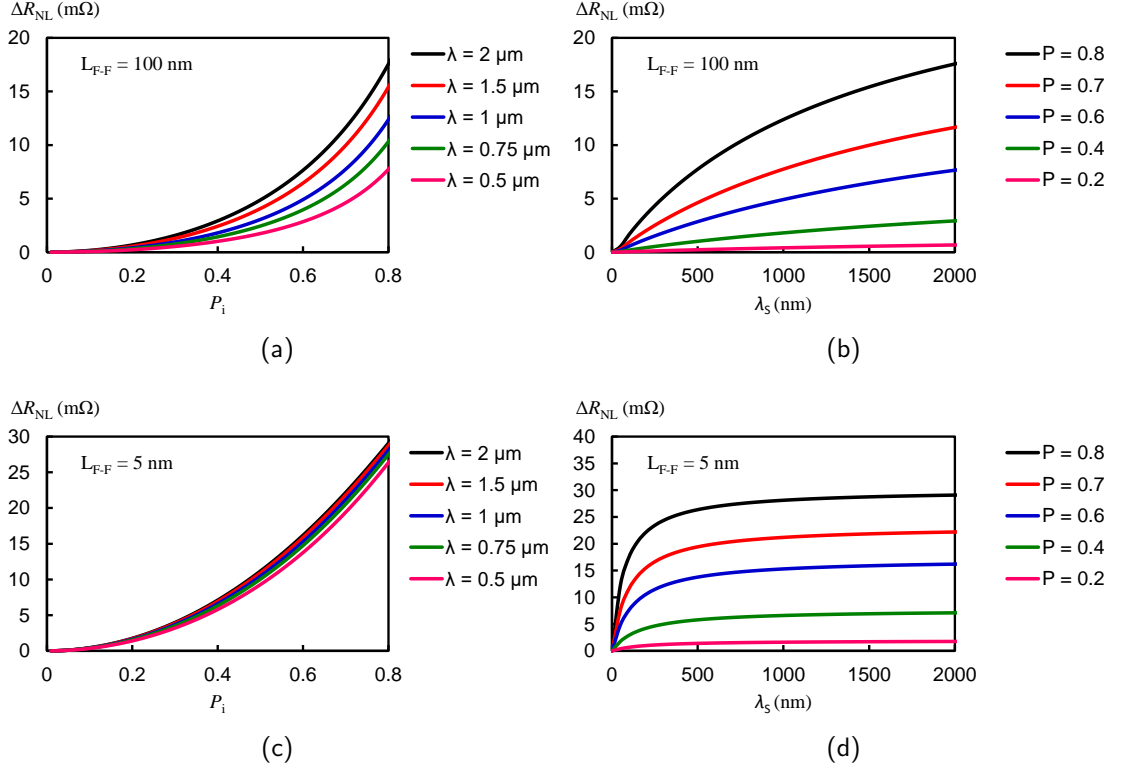 ΔR_NL (mΩ)
20
15
10
5
0
0 0.2 0.4 0.6 0.8
L_F-F = 100 nm
P_i
λ = 2 µm
λ = 1.5 µm
λ = 1 µm
λ = 0.75 µm
λ = 0.5 µm
(a)
ΔR_NL (mΩ)
20
15
10
5
0
0 500 1000 1500 2000
L_F-F = 100 nm
λ_S (nm)
P = 0.8
P = 0.7
P = 0.6
P = 0.4
P = 0.2
(b)
ΔR_NL (mΩ)
30
25
20
15
10
5
0
0 0.2 0.4 0.6 0.8
L_F-F = 5 nm
P_i
λ = 2 µm
λ = 1.5 µm
λ = 1 µm
λ = 0.75 µm
λ = 0.5 µm
(c)
ΔR_NL (mΩ)
40
35
30
25
20
15
10
5
0
0 500 1000 1500 2000
L_F-F = 5 nm
λ_S (nm)
P = 0.8
P = 0.7
P = 0.6
P = 0.4
P = 0.2
(d)